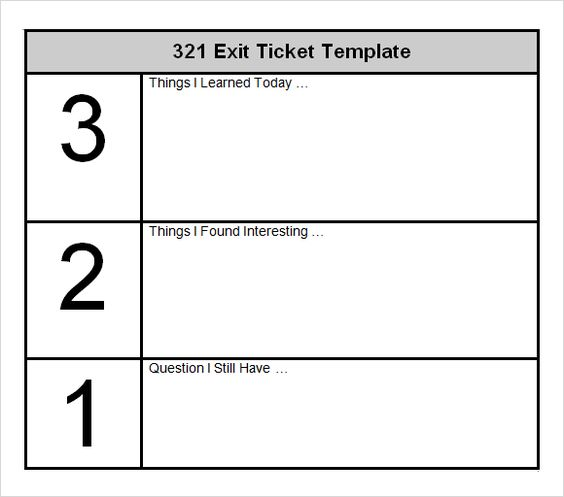 321 Exit Ticket Template
3
Things I Learned Today …
2
Things I Found Interesting …
1
Question I Still Have …